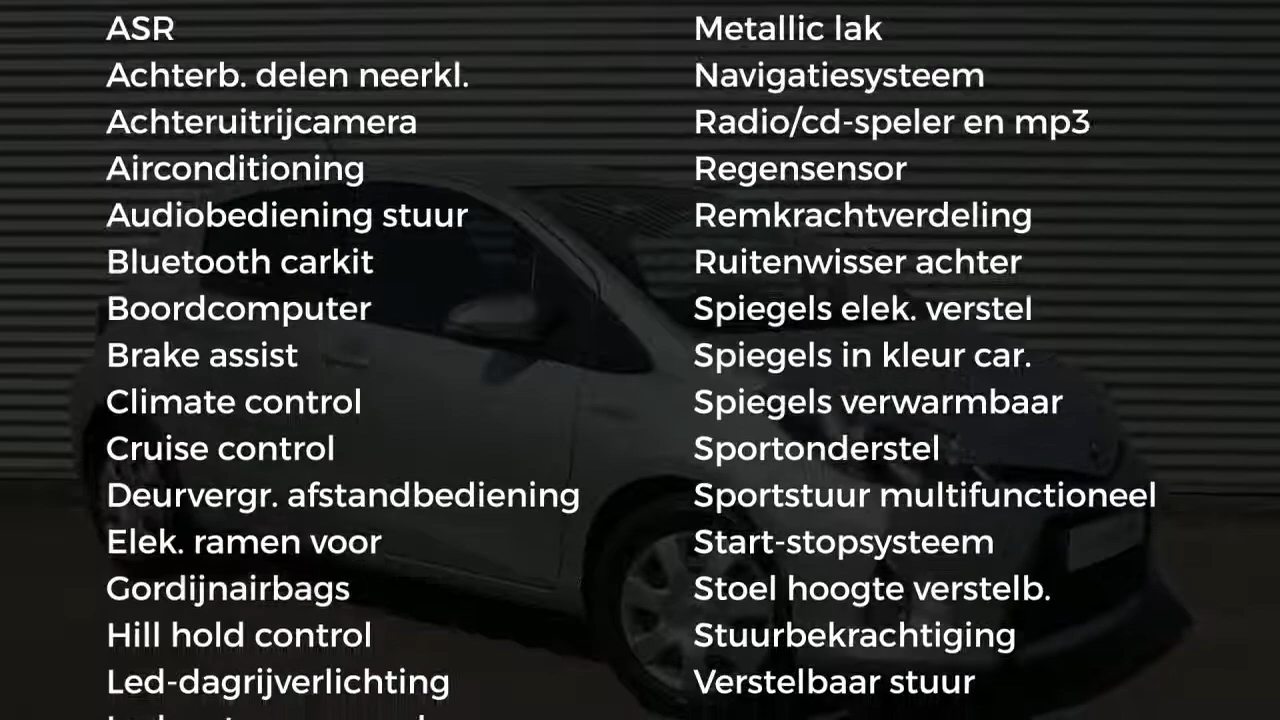 ASR
Achterb. delen neerkl.
Achteruitrijcamera
Airconditioning
Audiobediening stuur
Bluetooth carkit
Boordcomputer
Brake assist
Climate control
Cruise control
Deurvergr. afstandbediening
Elek. ramen voor
Gordijnairbags
Hill hold control
Led-dagrijverlichting
Metallic lak
Navigatiesysteem
Radio/cd-speler en mp3
Regensensor
Remkrachtverdeling
Ruitenwisser achter
Spiegels elek. verstel
Spiegels in kleur car.
Spiegels verwarmbaar
Sportonderstel
Sportstuur multifunctioneel
Start-stopsysteem
Stoel hoogte verstelb.
Stuurbekrachtiging
Verstelbaar stuur